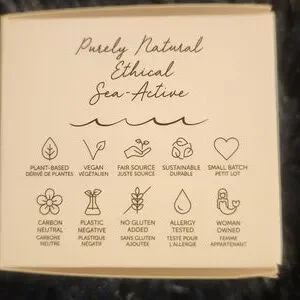 Purely Natural
Ethical
Sea-Active
PLANT-BASED
DÉRIVÉ DE PLANTES
VEGAN
VÉGÉTALIEN
FAIR SOURCE
JUSTE SOURCE
SUSTAINABLE
DURABLE
SMALL BATCH
PETIT LOT
CARBON
NEUTRAL
CARBONE
NEUTRE
PLASTIC
NEGATIVE
PLASTIQUE
NÉGATIF
NO GLUTEN
ADDED
SANS GLUTEN
AJOUTÉE
ALLERGY
TESTED
TESTÉ POUR
L'ALLERGIE
WOMAN
OWNED
FEMME
APPARTENANT